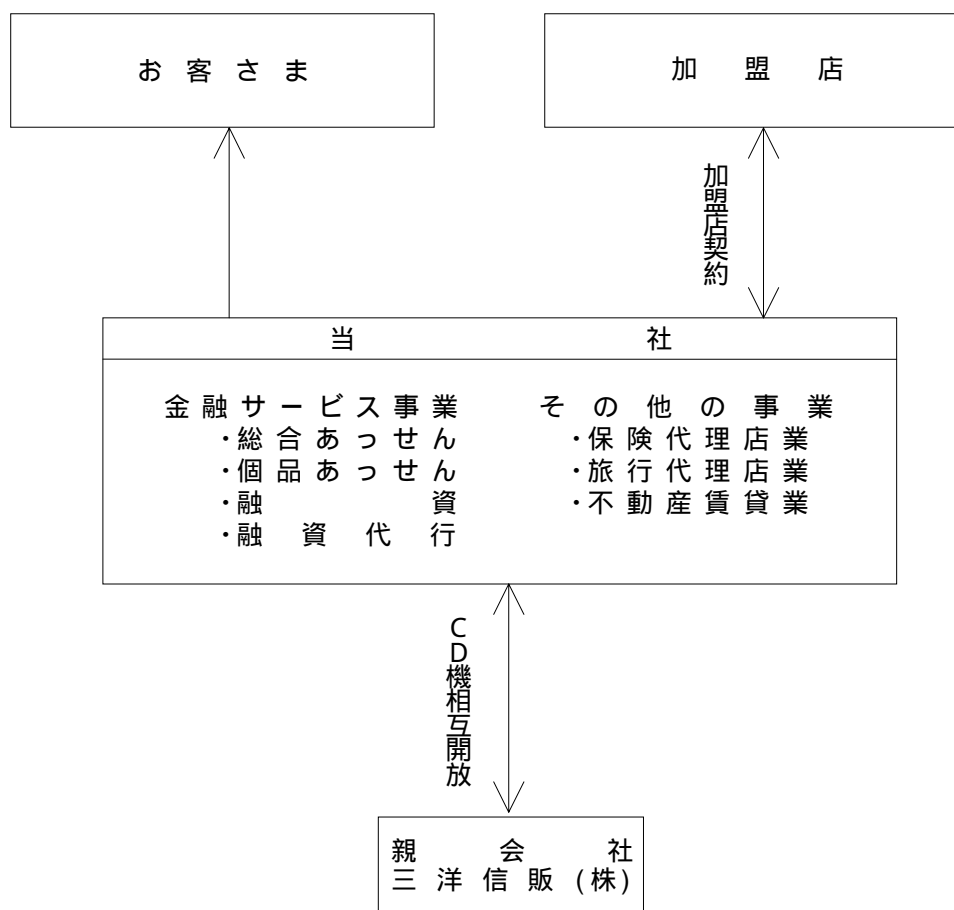 お客さま
加盟店
加盟店契約
当社
金融サービス事業
・総合あっせん
・個品あっせん
・融資
・融資代行
その他の事業
・保険代理店業
・旅行代理店業
・不動産賃貸業
CD機相互開放
親会社
三洋信販(株)